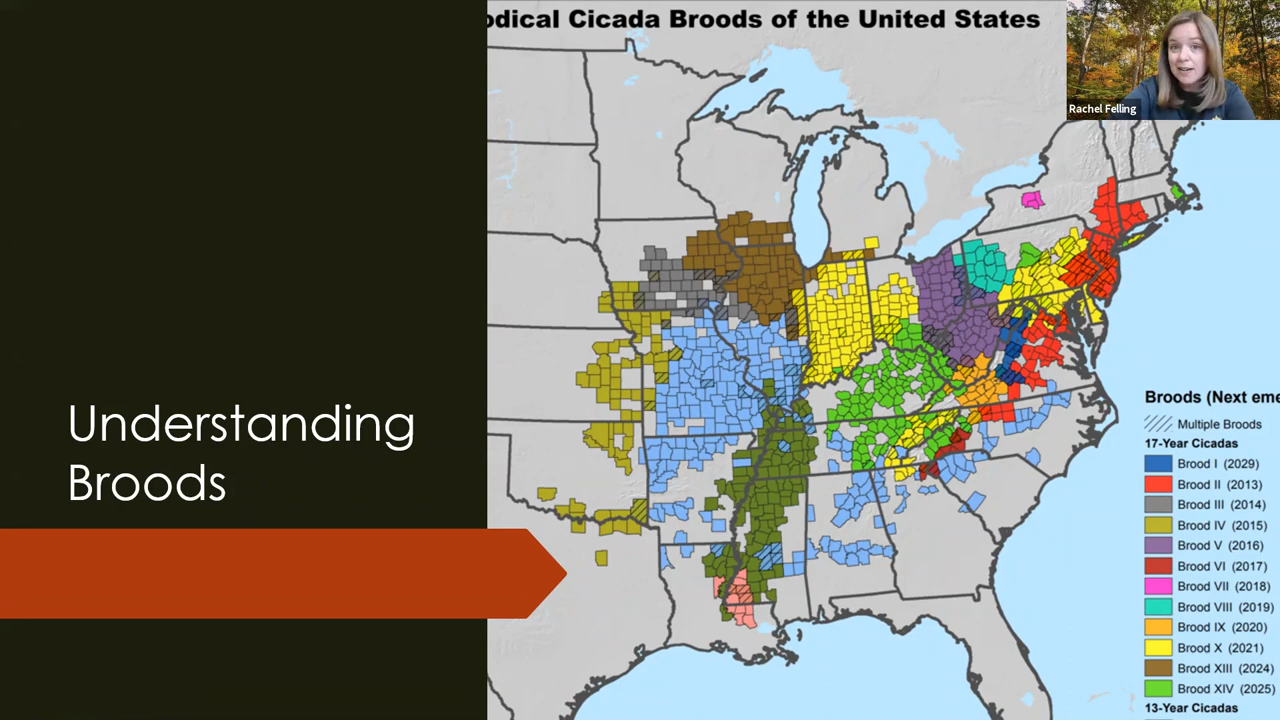 odical Cicada Broods of the United States
Rachel Felling
Understanding
Broods
Broods (Next eme
Multiple Broods
17-Year Cicadas
Brood I (2029)
Brood II (2013)
Brood III (2014)
Brood IV (2015)
Brood V (2016)
Brood VI (2017)
Brood VII (2018)
Brood VIII (2019)
Brood IX (2020)
Brood X (2021)
Brood XIII (2024)
Brood XIV (2025)
13-Year Cicadas